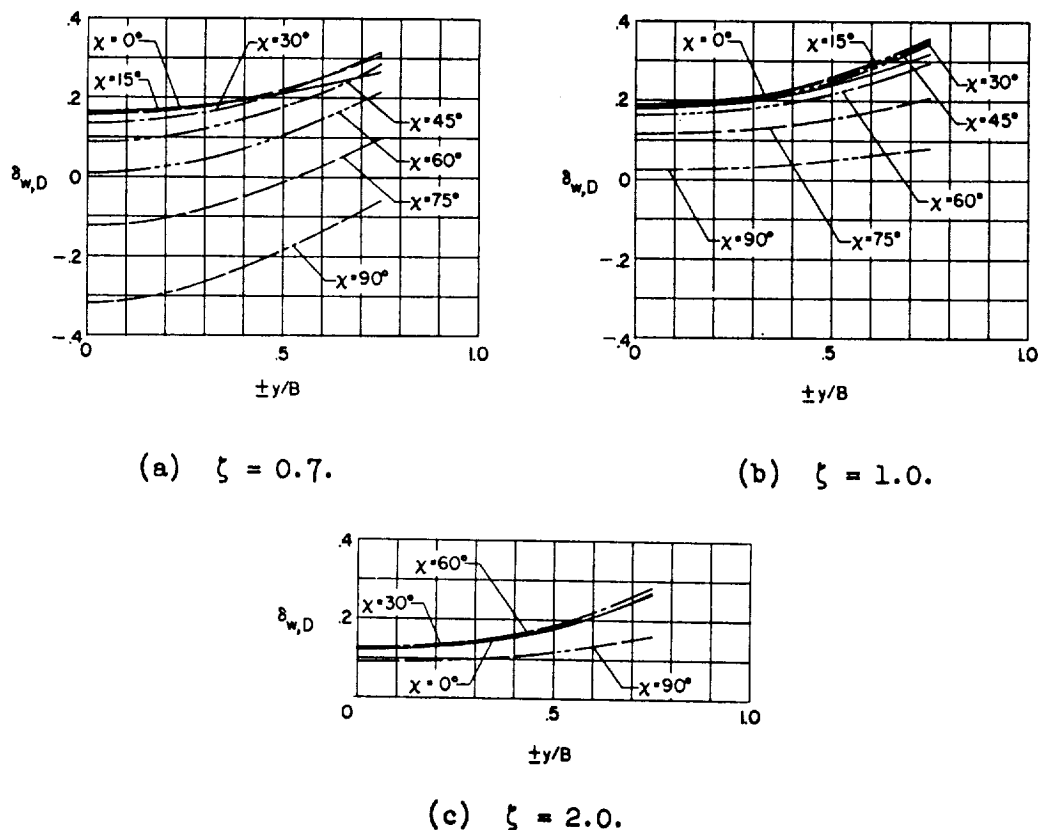 .4
.2
0
-.2
-.4
δw,D
χ=0°
χ=30°
χ=15°
χ=45°
χ=60°
χ=75°
χ=90°
0
.5
1.0
±y/B
(a) ζ = 0.7.
.4
.2
0
-.2
-.4
δw,D
χ=0°
χ=15°
χ=30°
χ=45°
χ=60°
χ=75°
χ=90°
0
.5
1.0
±y/B
(b) ζ = 1.0.
.4
.2
0
δw,D
χ=60°
χ=30°
χ=0°
χ=90°
.5
1.0
±y/B
(c) ζ = 2.0.